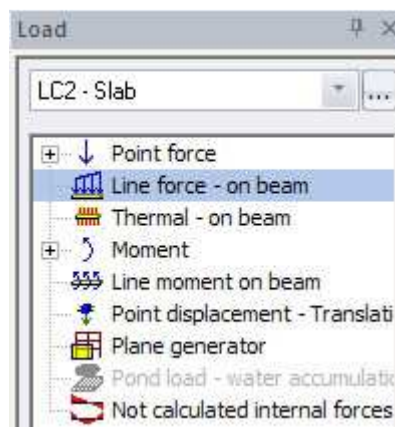 Load
LC2 - Slab
...
Point force
Line force - on beam
Thermal - on beam
Moment
Line moment on beam
Point displacement - Translati
Plane generator
Pond load - water accumulatio
Not calculated internal forces